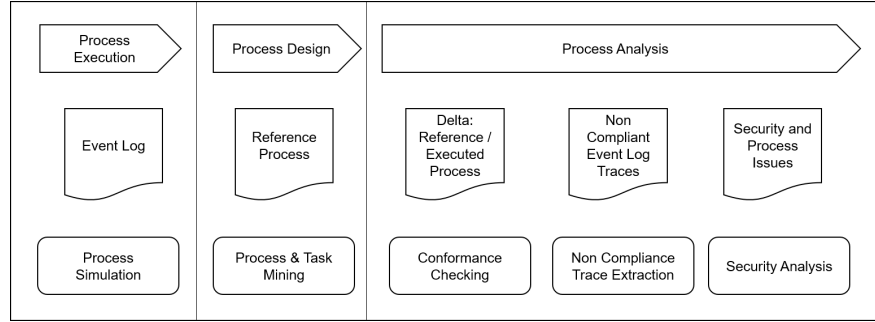 Process
Execution
Process Design
Process Analysis
Event Log
Reference
Process
Delta:
Reference /
Executed
Process
Non
Compliant
Event Log
Traces
Security and
Process
Issues
Process
Simulation
Process & Task
Mining
Conformance
Checking
Non Compliance
Trace Extraction
Security Analysis